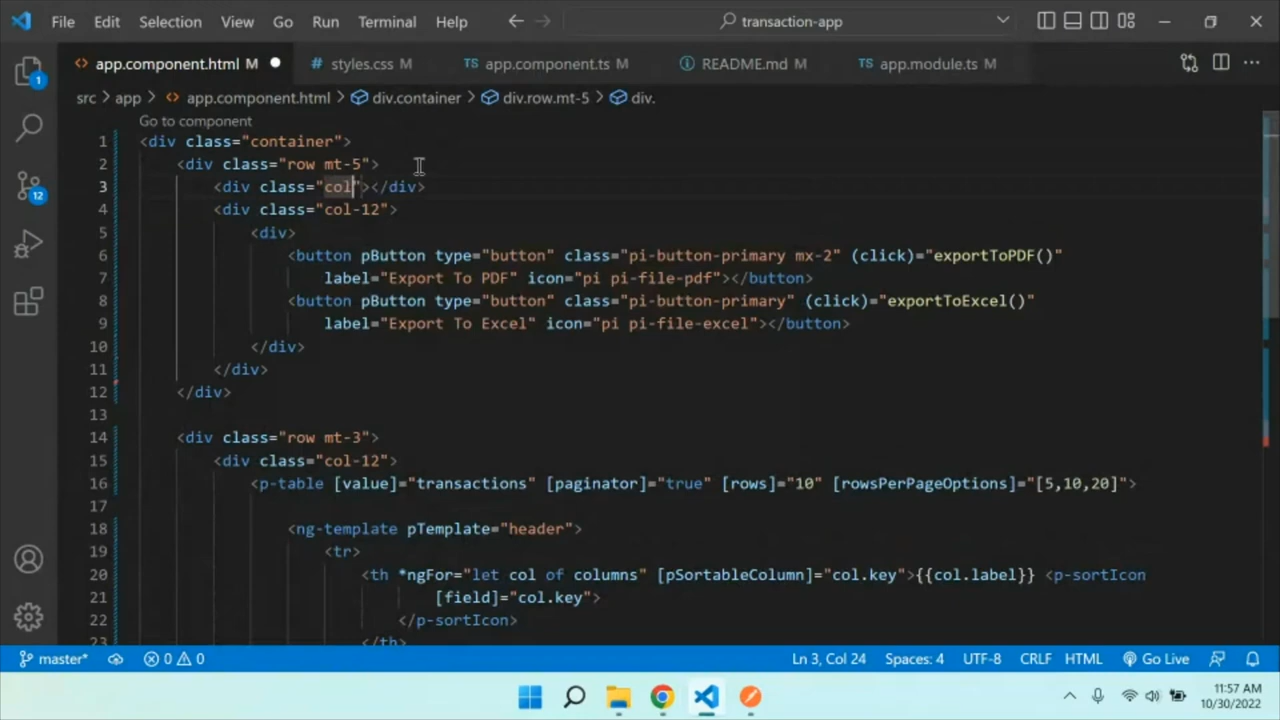 File Edit Selection View Go Run Terminal Help transaction-app
app.component.html M styles.css M TS app.component.ts M README.md M TS app.module.ts M
src > app > app.component.html > div.container > div.row.mt-5 > div.
Go to component
1 <div class="container">
2 <div class="row mt-5">
3 <div class="col"></div>
4 <div class="col-12">
5 <div>
6 <button pButton type="button" class="pi-button-primary mx-2" (click)="exportToPDF()"
7 label="Export To PDF" icon="pi pi-file-pdf"></button>
8 <button pButton type="button" class="pi-button-primary" (click)="exportToExcel()"
9 label="Export To Excel" icon="pi pi-file-excel"></button>
10 </div>
11 </div>
12 </div>
13
14 <div class="row mt-3">
15 <div class="col-12">
16 <p-table [value]="transactions" [paginator]="true" [rows]="10" [rowsPerPageOptions]="[5,10,20]">
17
18 <ng-template pTemplate="header">
19 <tr>
20 <th *ngFor="let col of columns" [pSortableColumn]="col.key">{{col.label}} <p-sortIcon
21 [field]="col.key">
22 </p-sortIcon>
23 </th>
1
12
master* 0 0 Ln 3, Col 24 Spaces: 4 UTF-8 CRLF HTML Go Live
11:57 AM
10/30/2022